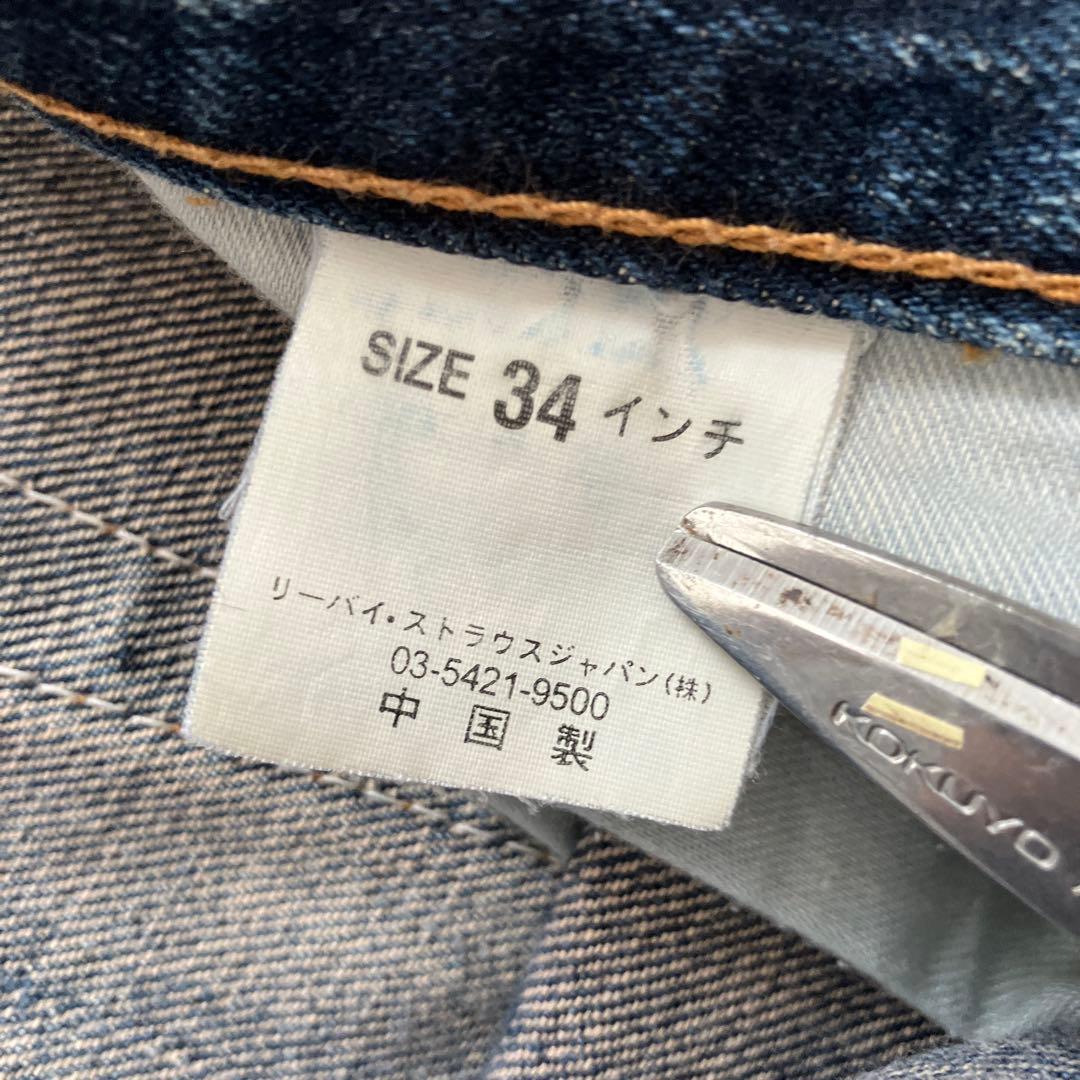 SIZE 34 インチ
リーバイ・ストラウスジャパン(株)
03-5421-9500
中国製
KOKUYO